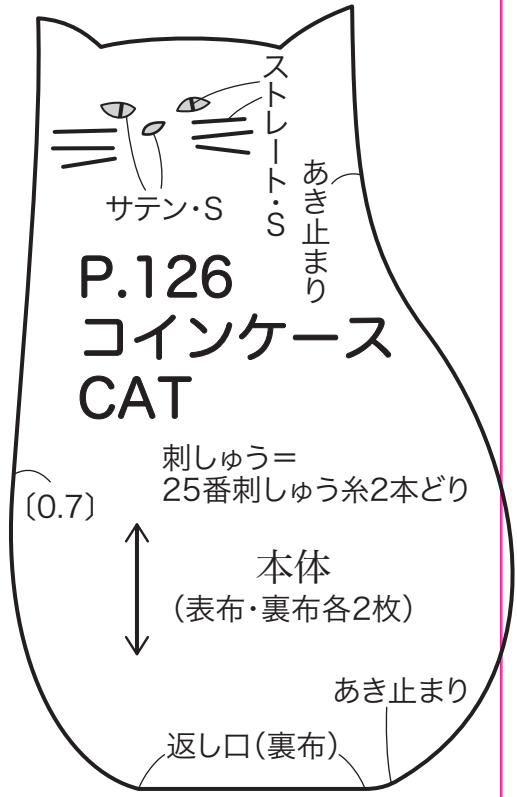 ストレート・S
あき止まり
サテン・S
P.126
コインケース
CAT
刺しゅう＝
25番刺しゅう糸2本どり
〔0.7〕
本体
（表布・裏布各2枚）
あき止まり
返し口（裏布）